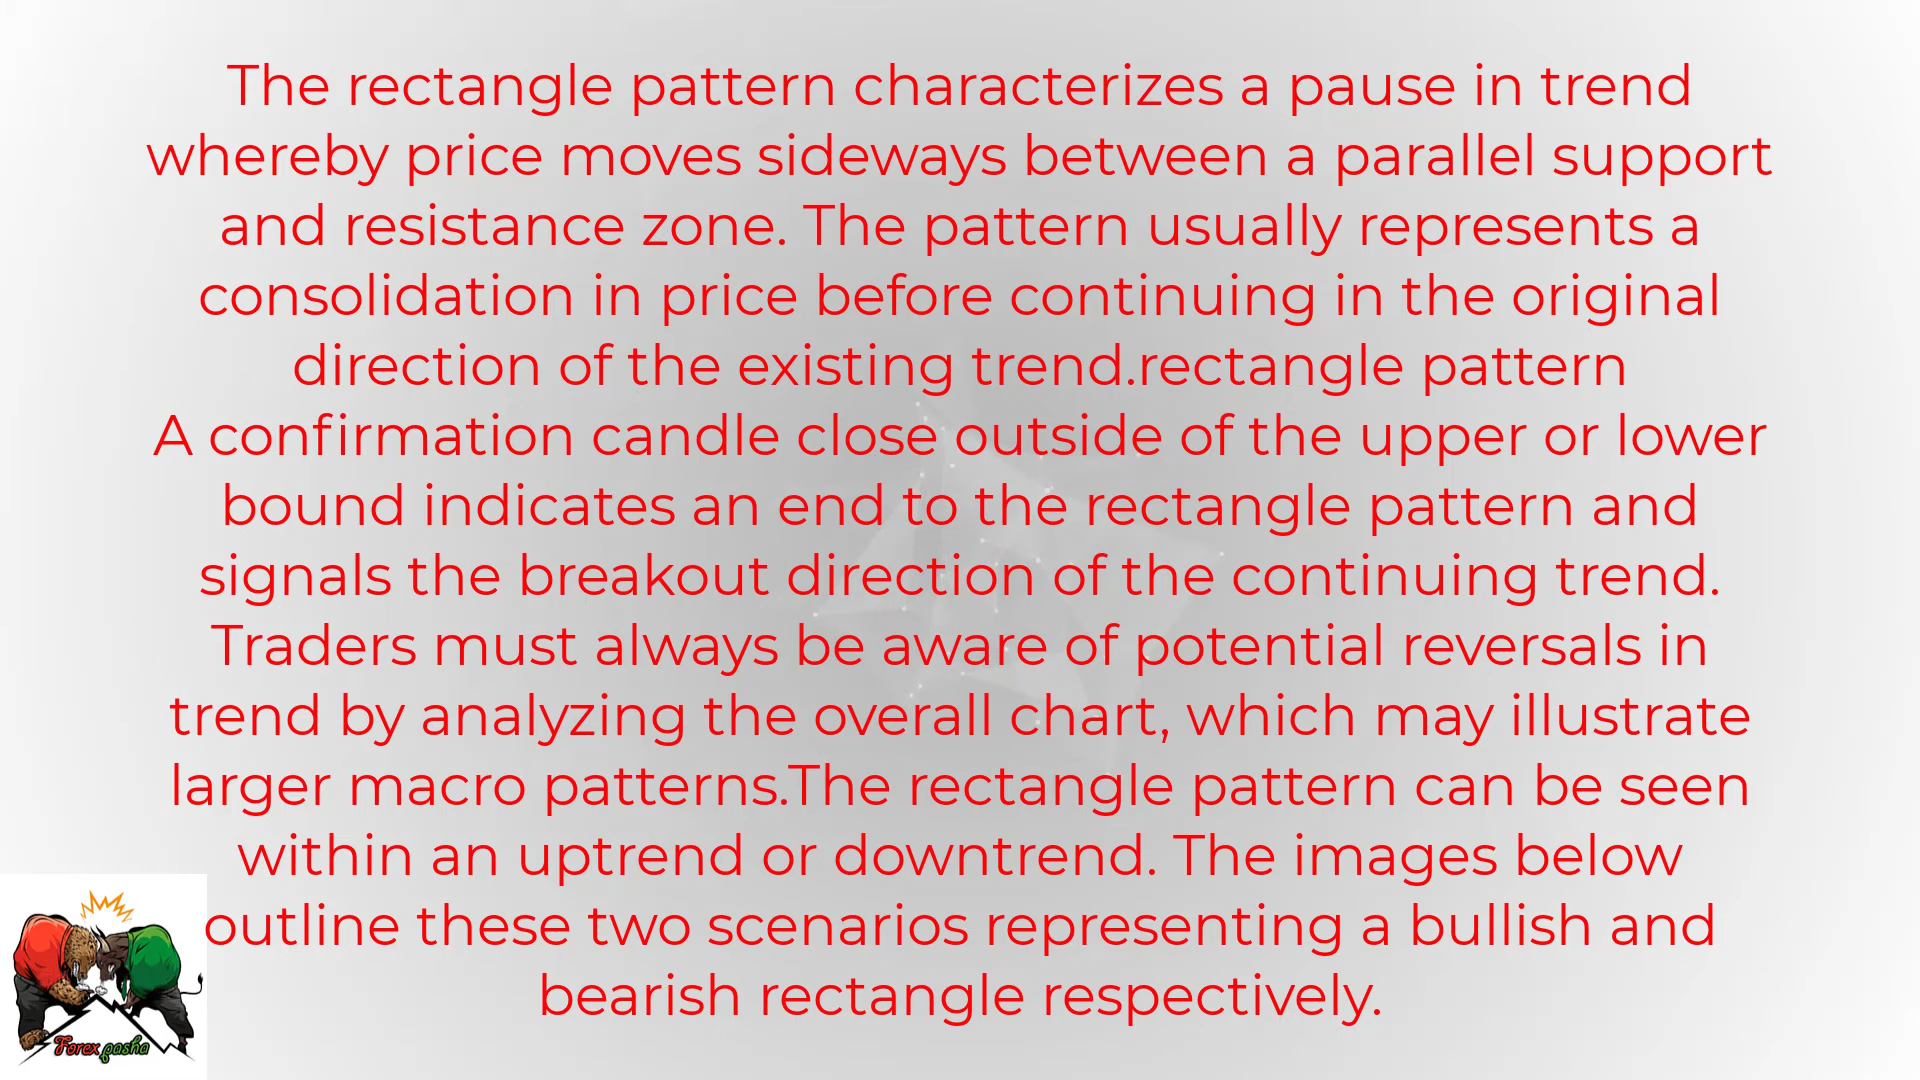 The rectangle pattern characterizes a pause in trend
whereby price moves sideways between a parallel support
and resistance zone. The pattern usually represents a
consolidation in price before continuing in the original
direction of the existing trend.rectangle pattern
A confirmation candle close outside of the upper or lower
bound indicates an end to the rectangle pattern and
signals the breakout direction of the continuing trend.
Traders must always be aware of potential reversals in
trend by analyzing the overall chart, which may illustrate
larger macro patterns.The rectangle pattern can be seen
within an uptrend or downtrend. The images below
outline these two scenarios representing a bullish and
bearish rectangle respectively.
Forex pasha